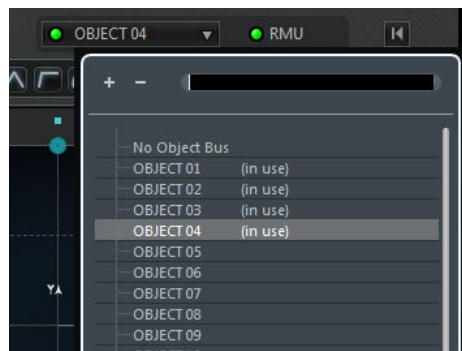 OBJECT 04 RMU
+ -
No Object Bus
OBJECT 01 (in use)
OBJECT 02 (in use)
OBJECT 03 (in use)
OBJECT 04 (in use)
OBJECT 05
OBJECT 06
OBJECT 07
OBJECT 08
OBJECT 09